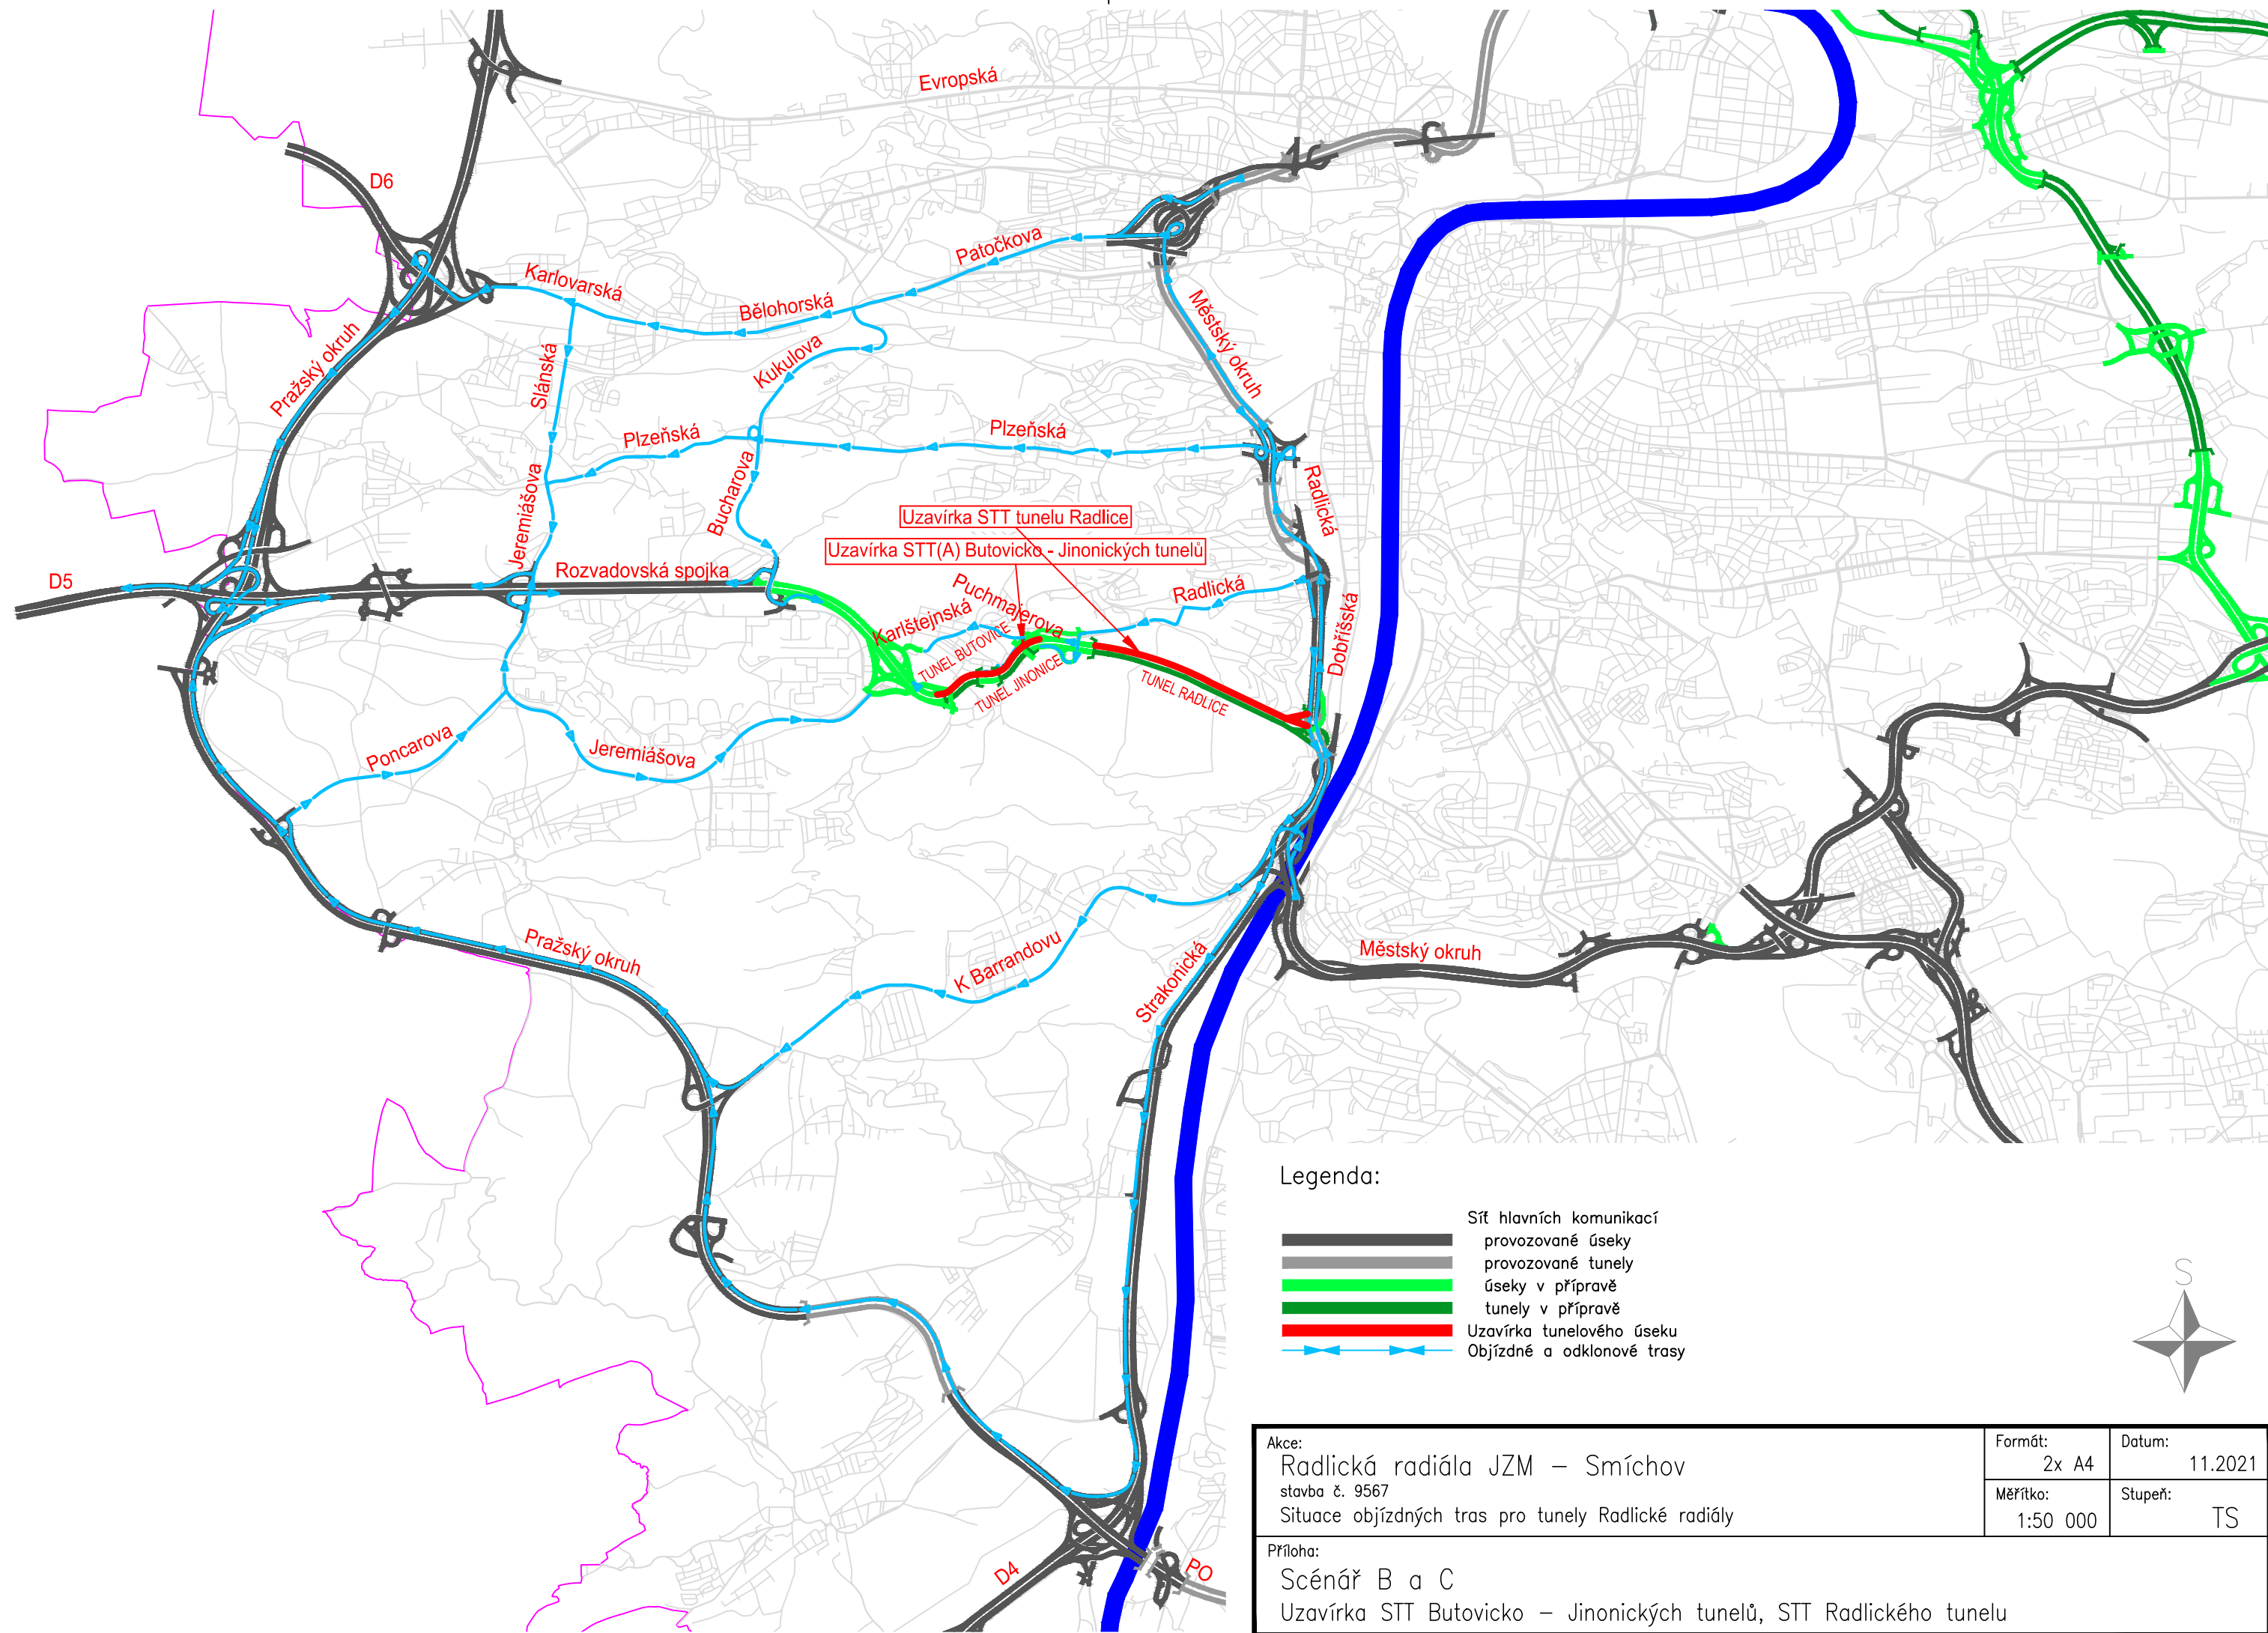 Evropská
D6
Karlovarská
Patočkova
Bělohorská
Městský okruh
Pražský okruh
Slánská
Kukulova
Plzeňská
Plzeňská
Jeremiášova
Bucharova
Radlická
Uzavírka STT tunelu Radlice
Uzavírka STT(A) Butovicko - Jinonických tunelů
D5
Rozvadovská spojka
Puchmajerova
Radlická
Karlštejnská
Dobříšská
TUNEL BUTOVICE
TUNEL JINONICE
TUNEL RADLICE
Poncarova
Jeremiášova
Pražský okruh
K Barrandovu
Strakonická
Městský okruh
D4
PO
Legenda:
Síť hlavních komunikací
provozované úseky
provozované tunely
úseky v přípravě
tunely v přípravě
Uzavírka tunelového úseku
Objízdné a odklonové trasy
S
Akce:
Radlická radiála JZM – Smíchov
stavba č. 9567
Situace objízdných tras pro tunely Radlické radiály
Formát:
2x A4
Datum:
11.2021
Měřítko:
1:50 000
Stupeň:
TS
Příloha:
Scénář B a C
Uzavírka STT Butovicko – Jinonických tunelů, STT Radlického tunelu